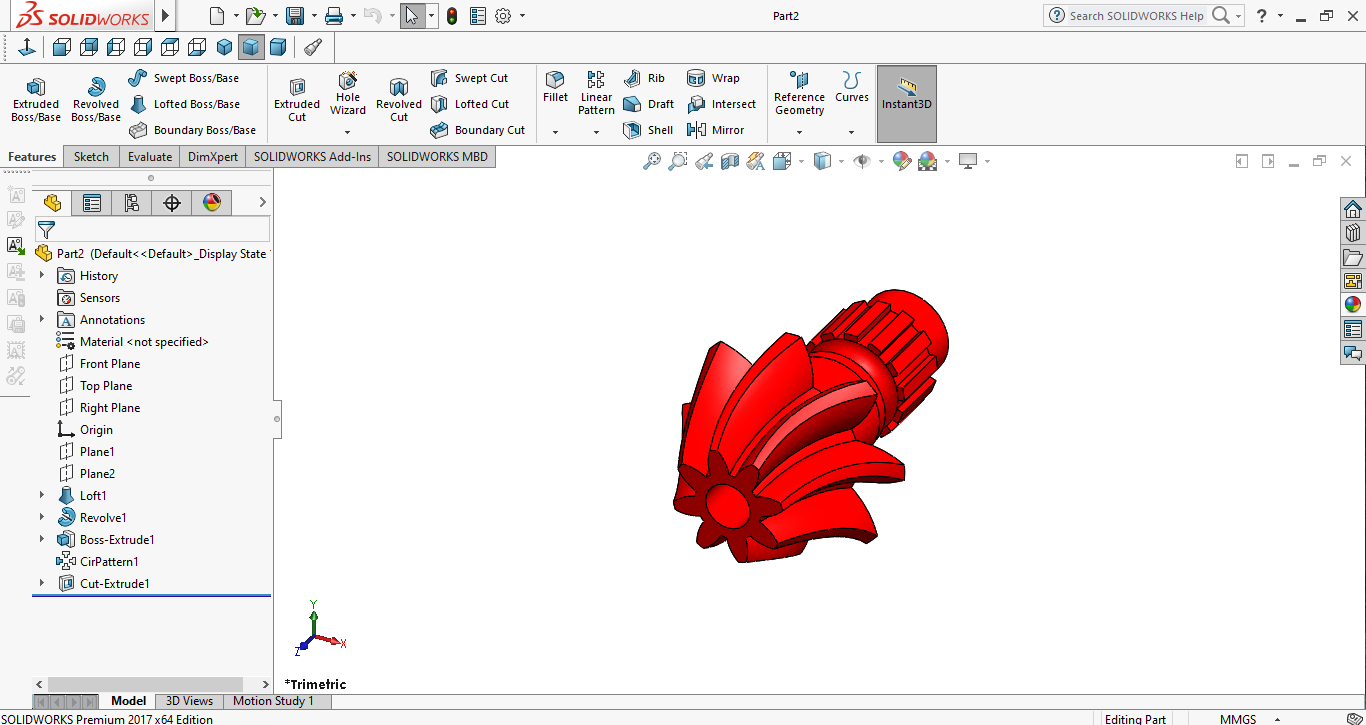 SOLIDWORKS
Part2
Search SOLIDWORKS Help
?
Extruded Boss/Base
Revolved Boss/Base
Swept Boss/Base
Lofted Boss/Base
Boundary Boss/Base
Extruded Cut
Hole Wizard
Revolved Cut
Swept Cut
Lofted Cut
Boundary Cut
Fillet
Linear Pattern
Rib
Draft
Shell
Wrap
Intersect
Mirror
Reference Geometry
Curves
Instant3D
Features
Sketch
Evaluate
DimXpert
SOLIDWORKS Add-Ins
SOLIDWORKS MBD
Part2 (Default<<Default>_Display State
History
Sensors
Annotations
Material <not specified>
Front Plane
Top Plane
Right Plane
Origin
Plane1
Plane2
Loft1
Revolve1
Boss-Extrude1
CirPattern1
Cut-Extrude1
Y
X
Z
*Trimetric
Model
3D Views
Motion Study 1
SOLIDWORKS Premium 2017 x64 Edition
Editing Part
MMGS